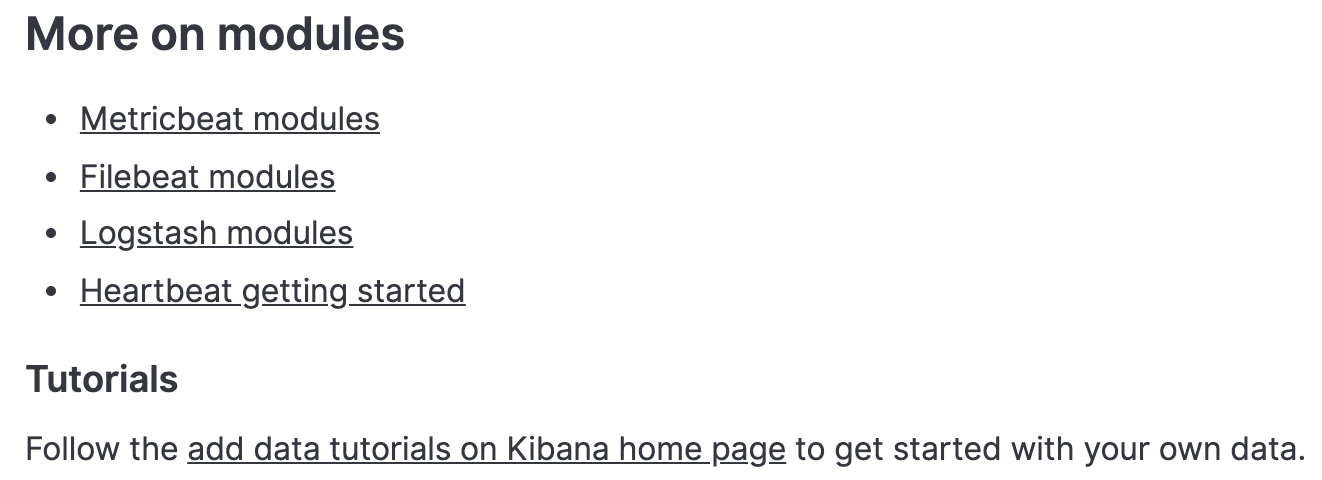 More on modules
• Metricbeat modules
• Filebeat modules
• Logstash modules
• Heartbeat getting started
Tutorials
Follow the add data tutorials on Kibana home page to get started with your own data.